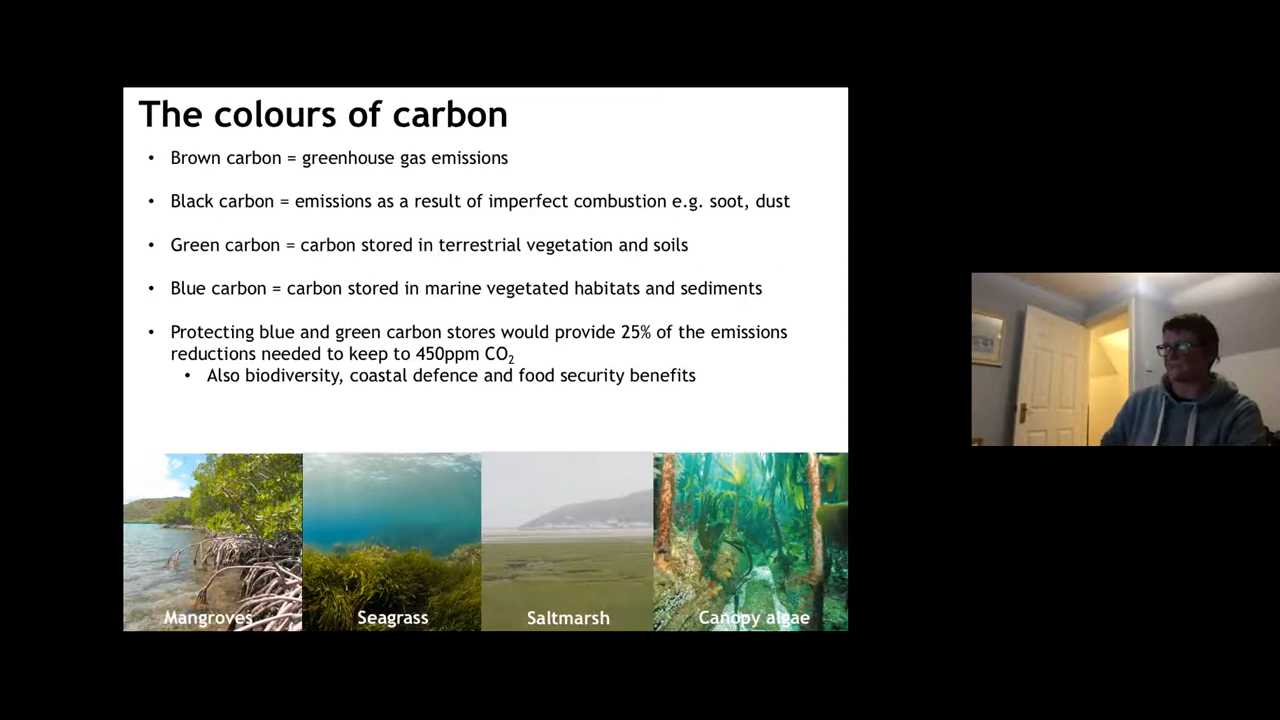 The colours of carbon
• Brown carbon = greenhouse gas emissions
• Black carbon = emissions as a result of imperfect combustion e.g. soot, dust
• Green carbon = carbon stored in terrestrial vegetation and soils
• Blue carbon = carbon stored in marine vegetated habitats and sediments
• Protecting blue and green carbon stores would provide 25% of the emissions
reductions needed to keep to 450ppm CO₂
• Also biodiversity, coastal defence and food security benefits
Mangroves
Seagrass
Saltmarsh
Canopy algae